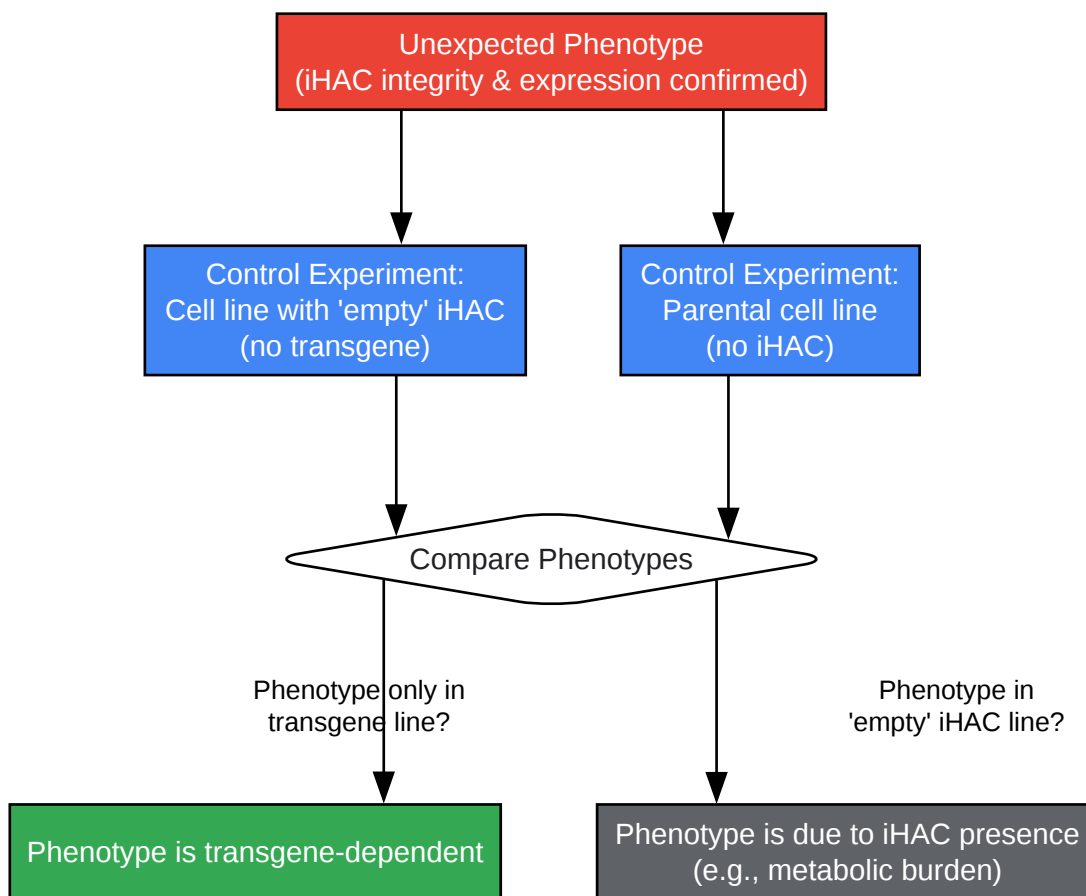 Unexpected Phenotype
(iHAC integrity & expression confirmed)
Control Experiment:
Cell line with 'empty' iHAC
(no transgene)
Control Experiment:
Parental cell line
(no iHAC)
Compare Phenotypes
Phenotype only in
transgene line?
Phenotype in
'empty' iHAC line?
Phenotype is transgene-dependent
Phenotype is due to iHAC presence
(e.g., metabolic burden)